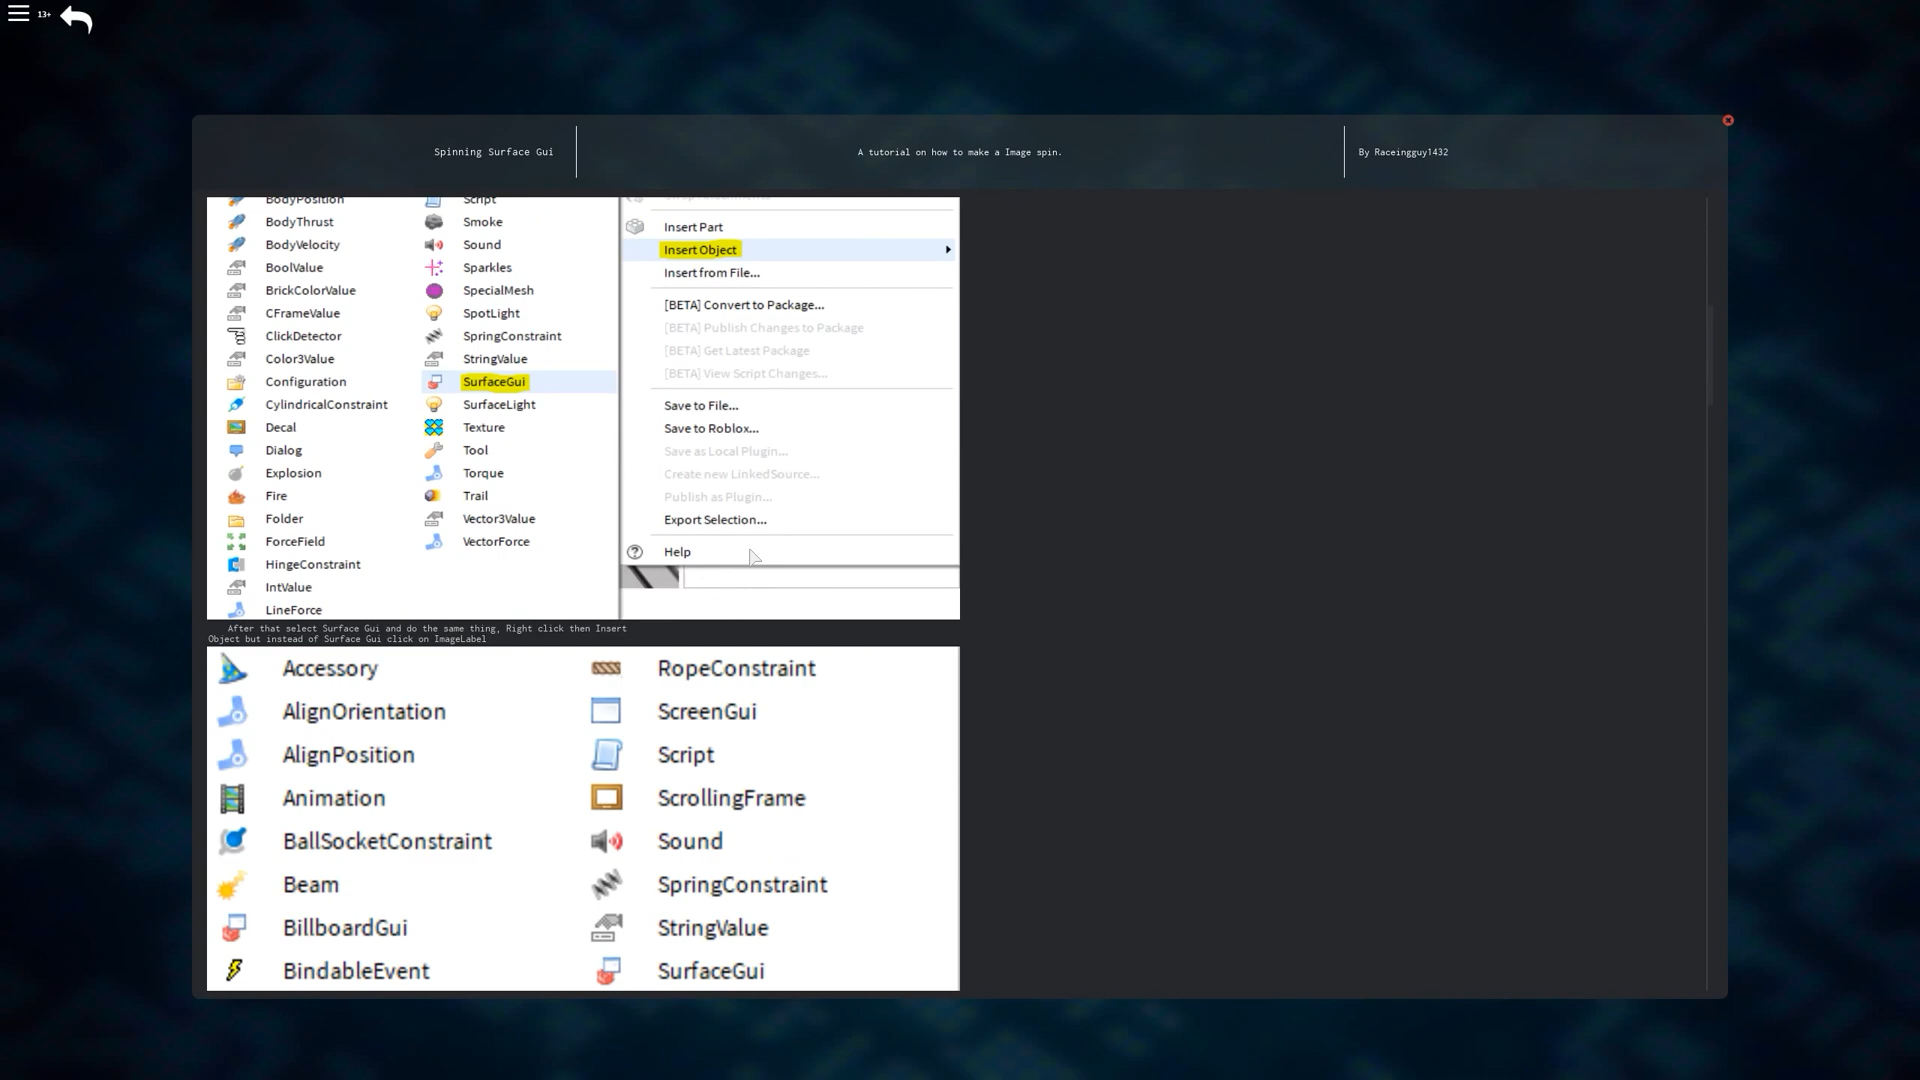 13+
Spinning Surface Gui
A tutorial on how to make a Image spin.
By Raceingguy1432
BodyPosition
BodyThrust
BodyVelocity
BoolValue
BrickColorValue
CFrameValue
ClickDetector
Color3Value
Configuration
CylindricalConstraint
Decal
Dialog
Explosion
Fire
Folder
ForceField
HingeConstraint
IntValue
LineForce
Script
Smoke
Sound
Sparkles
SpecialMesh
SpotLight
SpringConstraint
StringValue
SurfaceGui
SurfaceLight
Texture
Tool
Torque
Trail
Vector3Value
VectorForce
Insert Part
Insert Object
Insert from File...
[BETA] Convert to Package...
[BETA] Publish Changes to Package
[BETA] Get Latest Package
[BETA] View Script Changes...
Save to File...
Save to Roblox...
Save as Local Plugin...
Create new LinkedSource...
Publish as Plugin...
Export Selection...
Help
After that select Surface Gui and do the same thing, Right click then Insert
Object but instead of Surface Gui click on ImageLabel
Accessory
AlignOrientation
AlignPosition
Animation
BallSocketConstraint
Beam
BillboardGui
BindableEvent
RopeConstraint
ScreenGui
Script
ScrollingFrame
Sound
SpringConstraint
StringValue
SurfaceGui